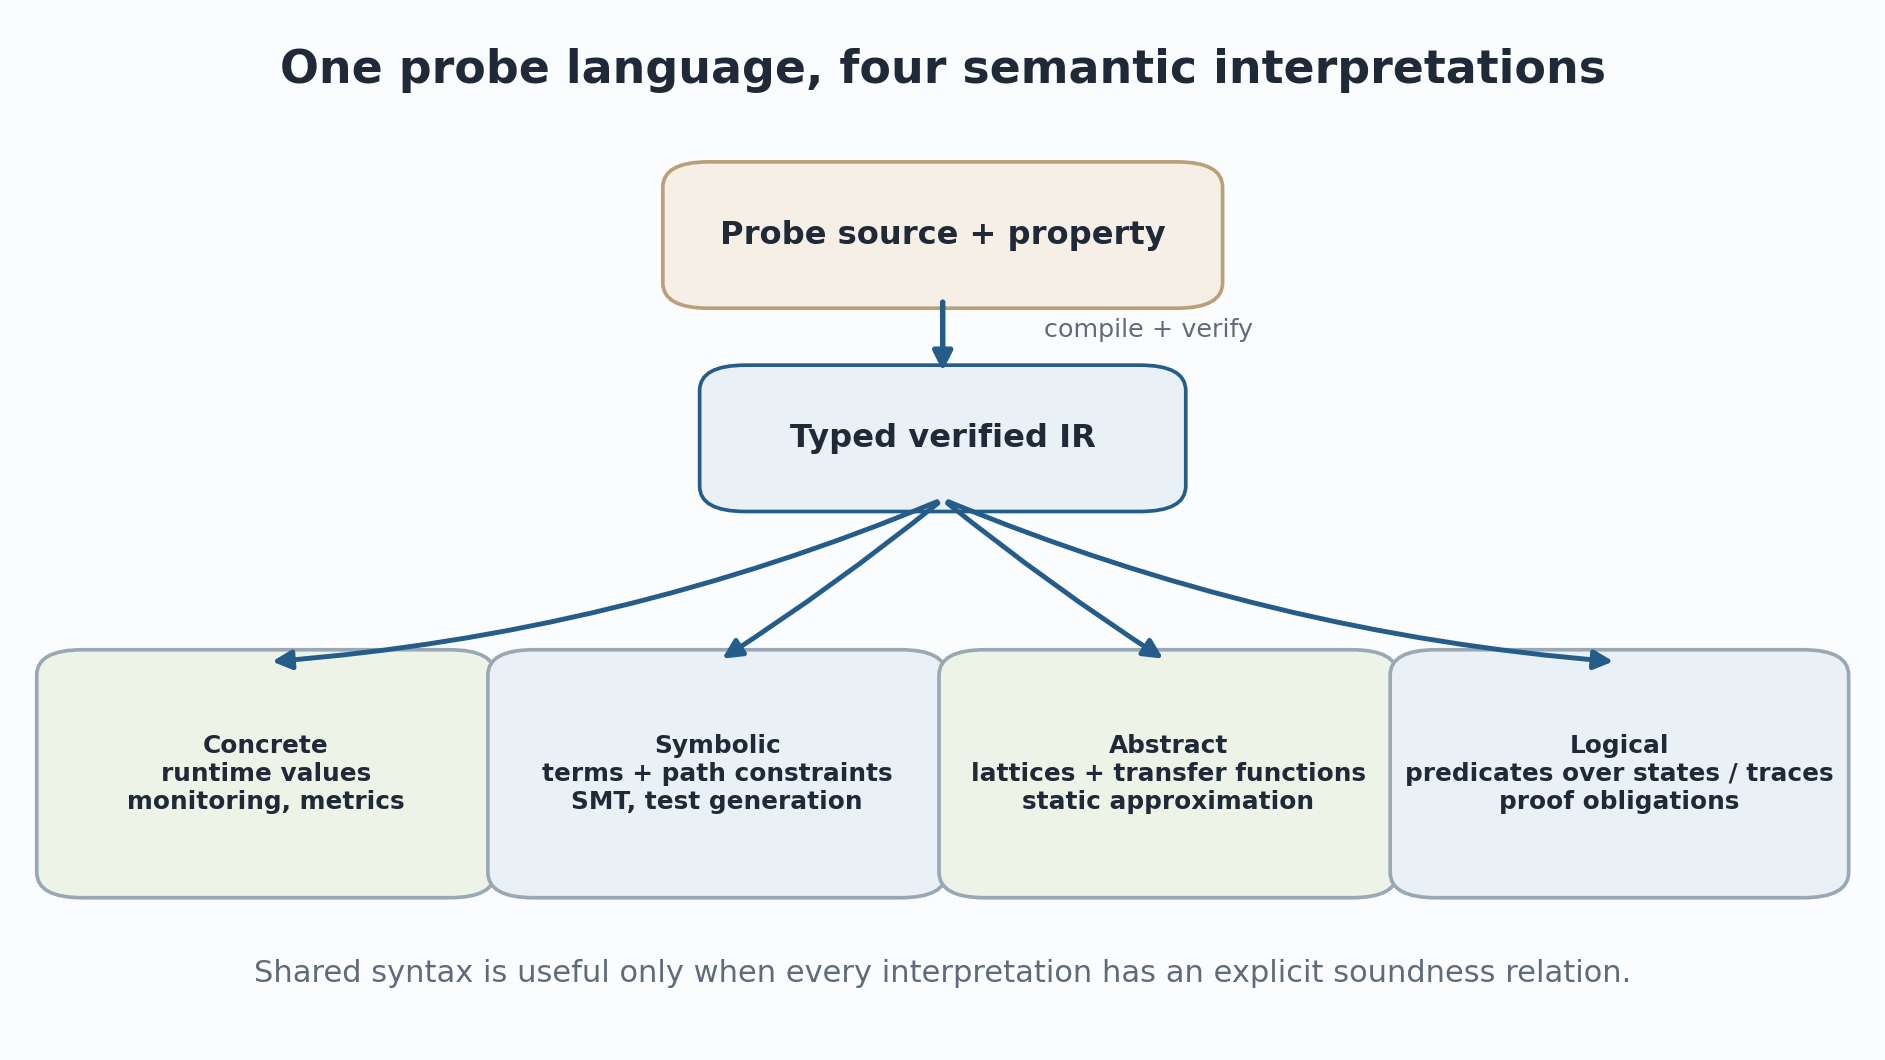 One probe language, four semantic interpretations
Probe source + property
compile + verify
Typed verified IR
Concrete
runtime values
monitoring, metrics
Symbolic
terms + path constraints
SMT, test generation
Abstract
lattices + transfer functions
static approximation
Logical
predicates over states / traces
proof obligations
Shared syntax is useful only when every interpretation has an explicit soundness relation.